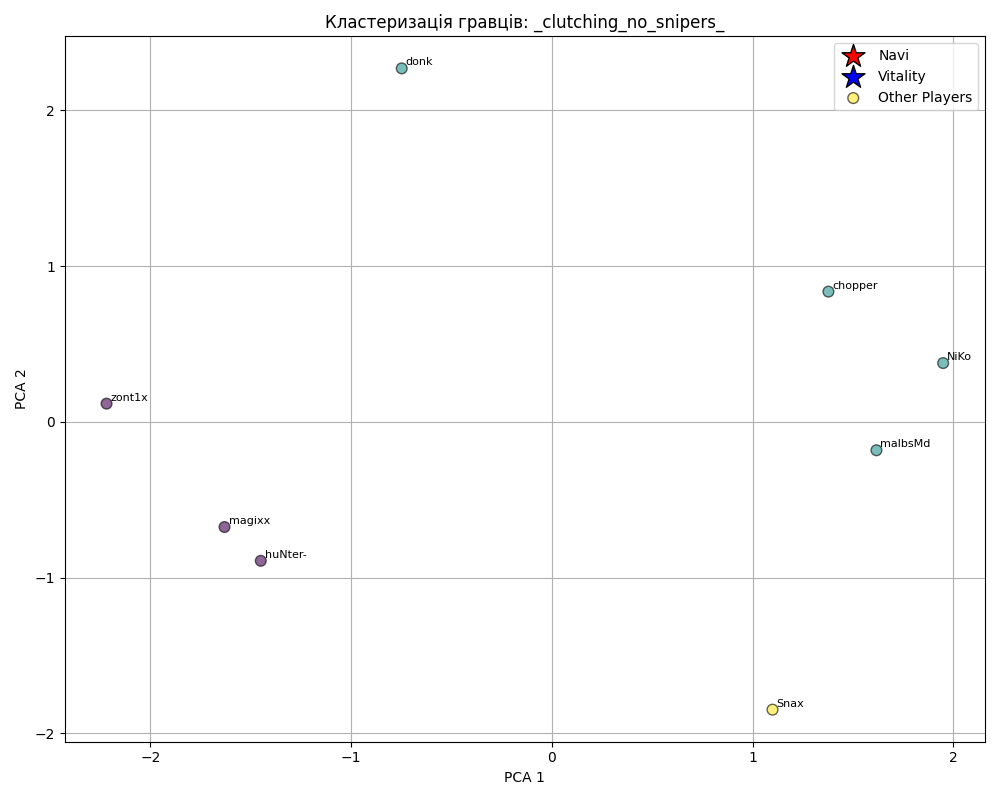 Кластеризація гравців: _clutching_no_snipers_
Navi
Vitality
Other Players
donk
chopper
NiKo
malbsMd
zont1x
magixx
huNter-
Snax
PCA 2
2
1
0
−1
−2
−2
−1
0
1
2
PCA 1